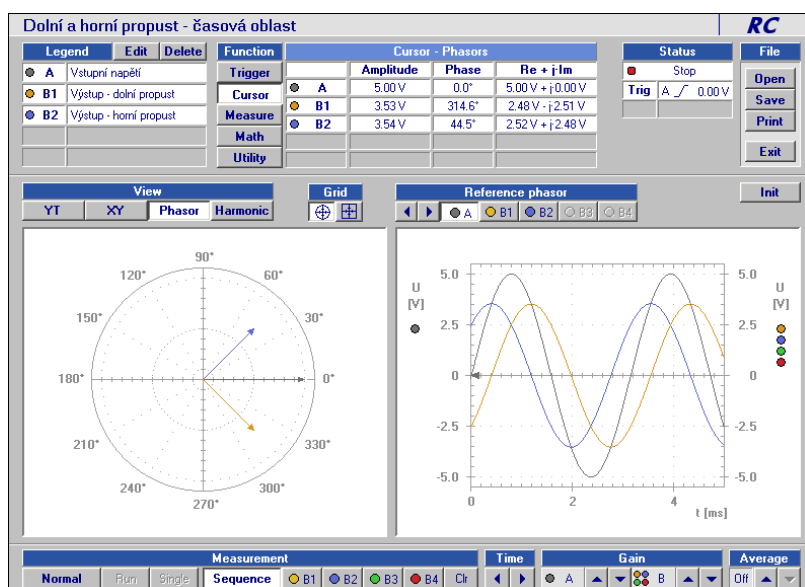 Dolní a horní propust - časová oblast
RC
Legend Edit Delete
A Vstupní napětí
B1 Výstup - dolní propust
B2 Výstup - horní propust
Function
Trigger
Cursor
Measure
Math
Utility
Cursor - Phasors
Amplitude Phase Re + j·Im
A 5.00 V 0.0° 5.00 V + j·0.00 V
B1 3.53 V 314.6° 2.48 V - j·2.51 V
B2 3.54 V 44.5° 2.52 V + j·2.48 V
Status
Stop
Trig A 0.00 V
File
Open
Save
Print
Exit
View
YT XY Phasor Harmonic
Grid
Reference phasor
A B1 B2 B3 B4
Init
90°
120° 60°
150° 30°
180° 0°
210° 330°
240° 300°
270°
U
[V]
5.0
2.5
0
-2.5
-5.0
5.0
2.5
0
-2.5
-5.0
U
[V]
0 2 4
t [ms]
Measurement
Normal Run Single Sequence B1 B2 B3 B4 Clr
Time
Gain
A B
Average
Off